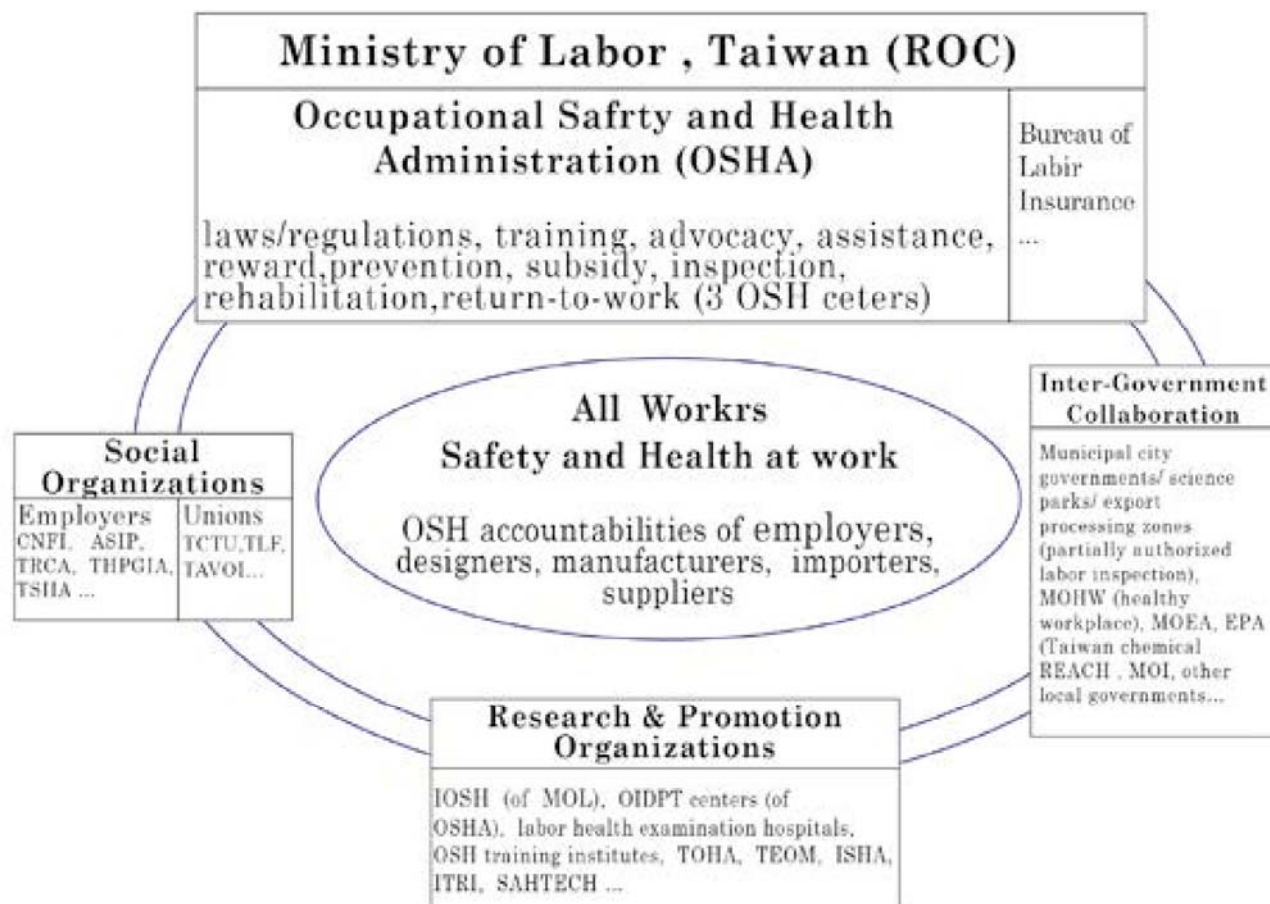 Ministry of Labor , Taiwan (ROC)
Occupational Safrty and Health
Administration (OSHA)
laws/regulations, training, advocacy, assistance,
reward,prevention, subsidy, inspection,
rehabilitation,return-to-work (3 OSH ceters)
Bureau of
Labir
Insurance
...
Inter-Government
Collaboration
Municipal city
governments/ science
parks/ export
processing zones
(partially authorized
labor inspection),
MOHW (healthy
workplace), MOEA, EPA
(Taiwan chemical
REACH , MOI, other
local governments...
All Workrs
Safety and Health at work
OSH accountabilities of employers,
designers, manufacturers, importers,
suppliers
Social
Organizations
Employers
CNFI, ASIP,
TRCA, THPGIA,
TSHA ...
Unions
TCTU,TLF,
TAVOI...
Research & Promotion
Organizations
IOSH (of MOL), OIDPT centers (of
OSHA), labor health examination hospitals,
OSH training institutes, TOHA, TEOM, ISHA,
ITRI, SAHTECH ...